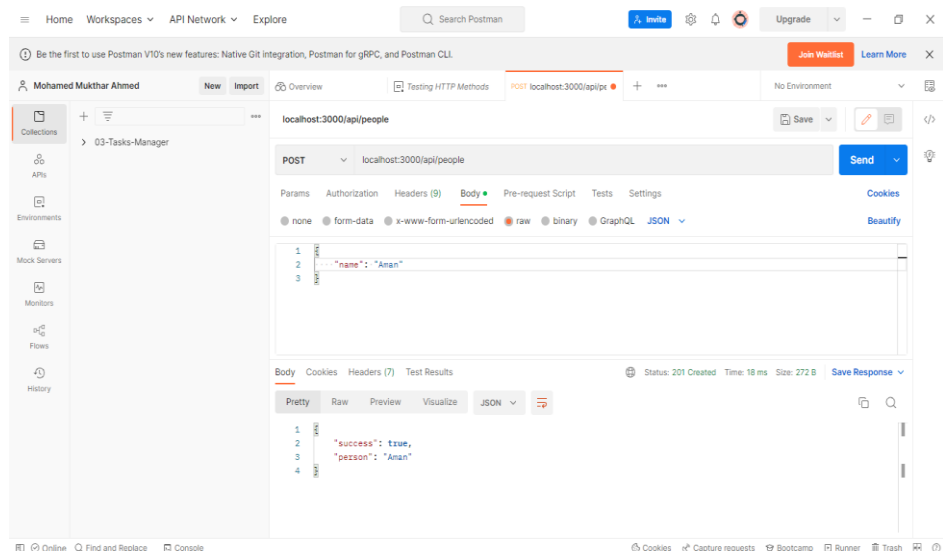 Home Workspaces API Network Explore Search Postman Invite Upgrade
Be the first to use Postman V10's new features: Native Git integration, Postman for gRPC, and Postman CLI. Join Waitlist Learn More
Mohamed Mukthar Ahmed New Import Overview Testing HTTP Methods POST localhost:3000/api/pe No Environment
Collections
APIs
Environments
Mock Servers
Monitors
Flows
History
03-Tasks-Manager
localhost:3000/api/people Save
POST localhost:3000/api/people Send
Params Authorization Headers (9) Body Pre-request Script Tests Settings Cookies
none form-data x-www-form-urlencoded raw binary GraphQL JSON Beautify
1 {
2 "name": "Aman"
3 }
Body Cookies Headers (7) Test Results Status: 201 Created Time: 18 ms Size: 272 B Save Response
Pretty Raw Preview Visualize JSON
1 {
2 "success": true,
3 "person": "Aman"
4 }
Online Find and Replace Console Cookies Capture requests Bootcamp Runner Trash